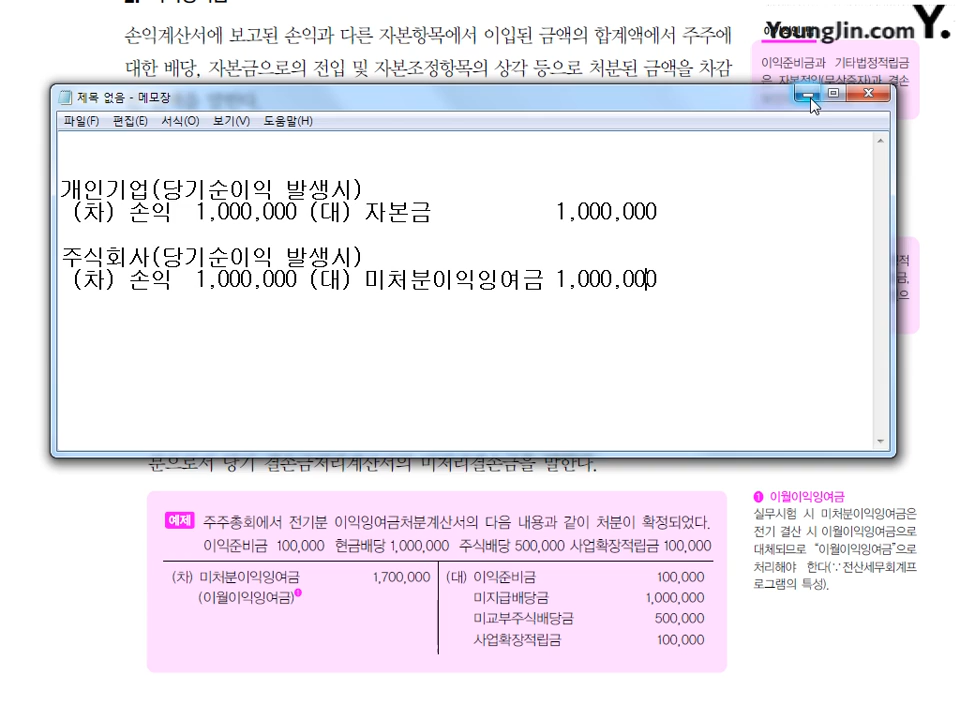 손익계산서에 보고된 손익과 다른 자본항목에서 이입된 금액의 합계액에서 주주에
대한 배당, 자본금으로의 전입 및 자본조정항목의 상각 등으로 처분된 금액을 차감
YoungJin.com Y.
이익준비금과 기타법정적립금
은 자본전입(무상증자)과 결손
제목 없음 - 메모장
파일(F) 편집(E) 서식(O) 보기(V) 도움말(H)
개인기업(당기순이익 발생시)
(차) 손익 1,000,000 (대) 자본금 1,000,000
주식회사(당기순이익 발생시)
(차) 손익 1,000,000 (대) 미처분이익잉여금 1,000,000
분으로서 당기 결손금처리계산서의 미처리결손금을 말한다.
예제 주주총회에서 전기분 이익잉여금처분계산서의 다음 내용과 같이 처분이 확정되었다.
이익준비금 100,000 현금배당 1,000,000 주식배당 500,000 사업확장적립금 100,000
(차) 미처분이익잉여금 1,700,000 (대) 이익준비금 100,000
(이월이익잉여금)❶ 미지급배당금 1,000,000
미교부주식배당금 500,000
사업확장적립금 100,000
❶ 이월이익잉여금
실무시험 시 미처분이익잉여금은
전기 결산 시 이월이익잉여금으로
대체되므로 “이월이익잉여금”으로
처리해야 한다(∵전산세무회계프
로그램의 특성).